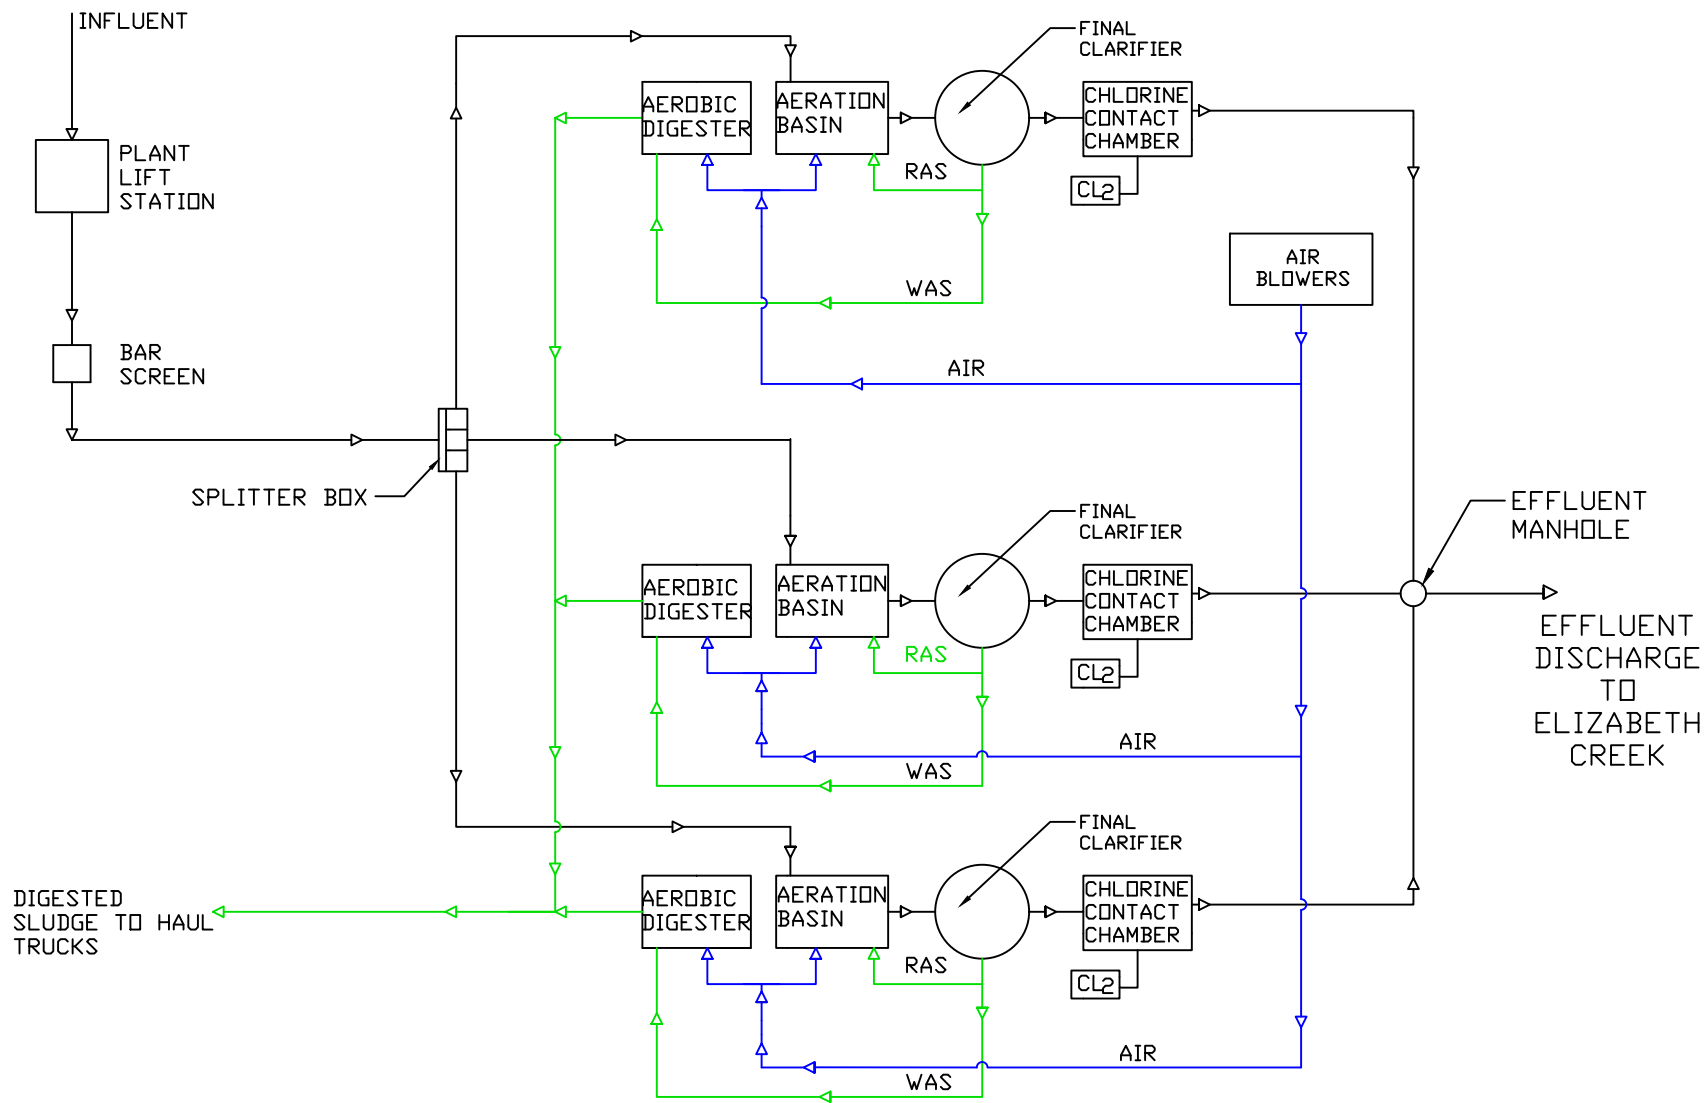 INFLUENT
PLANT
LIFT
STATION
BAR
SCREEN
SPLITTER BOX
AEROBIC
DIGESTER
AERATION
BASIN
FINAL
CLARIFIER
CHLORINE
CONTACT
CHAMBER
CL2
RAS
WAS
AIR
BLOWERS
AIR
AEROBIC
DIGESTER
AERATION
BASIN
FINAL
CLARIFIER
CHLORINE
CONTACT
CHAMBER
CL2
RAS
WAS
AIR
EFFLUENT
MANHOLE
EFFLUENT
DISCHARGE
TO
ELIZABETH
CREEK
AEROBIC
DIGESTER
AERATION
BASIN
FINAL
CLARIFIER
CHLORINE
CONTACT
CHAMBER
CL2
RAS
WAS
AIR
DIGESTED
SLUDGE TO HAUL
TRUCKS